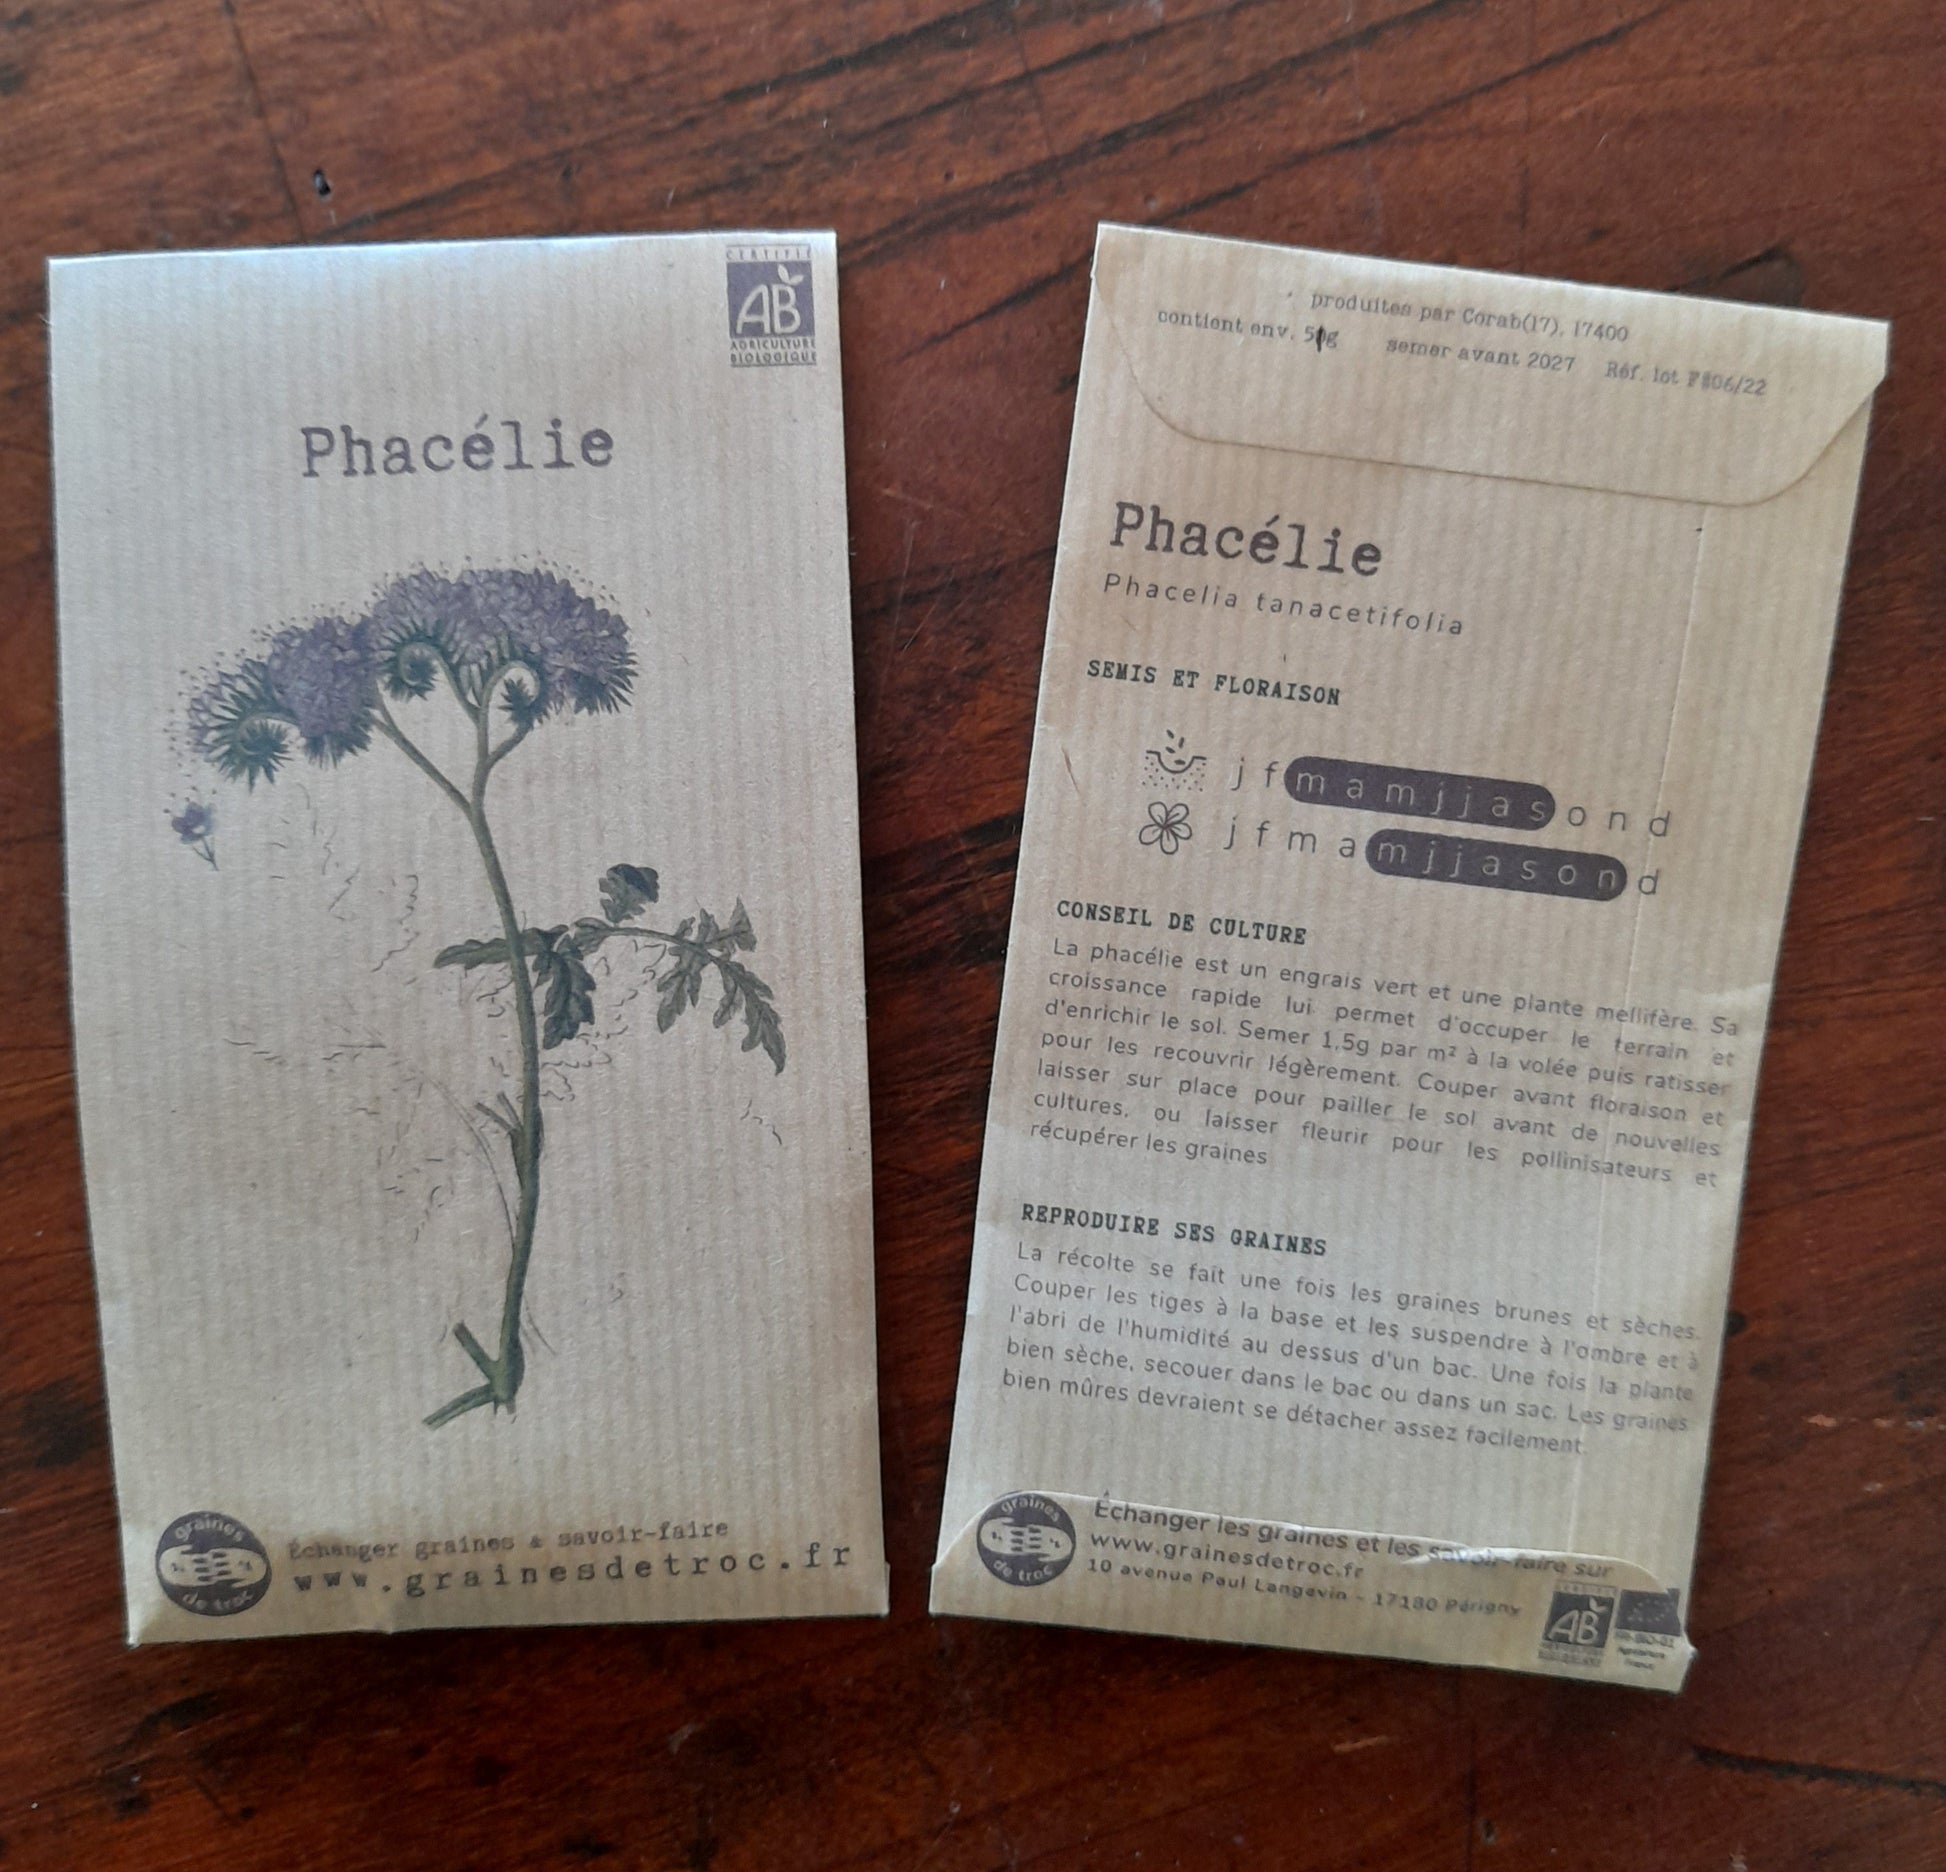 CERTIFIÉ
AB
AGRICULTURE
BIOLOGIQUE
Phacélie
graines
de troc
Échanger graines & savoir-faire
www.grainesdetroc.fr
produites par Corab(17), 17400
contient env. semer avant 2027 Réf. lot
Phacélie
Phacelia tanacetifolia
SEMIS ET FLORAISON
j f m a m j j a s o n d
j f m a m j j a s o n d
CONSEIL DE CULTURE
La phacélie est un engrais vert et une plante mellifère. Sa
croissance rapide lui permet d'occuper le terrain et
d'enrichir le sol. Semer 1,5g par m² à la volée puis ratisser
pour les recouvrir légèrement. Couper avant floraison et
laisser sur place pour pailler le sol avant de nouvelles
cultures, ou laisser fleurir pour les pollinisateurs et
récupérer les graines
REPRODUIRE SES GRAINES
La récolte se fait une fois les graines brunes et sèches.
Couper les tiges à la base et les suspendre à l'ombre et à
l'abri de l'humidité au dessus d'un bac. Une fois la plante
bien sèche, secouer dans le bac ou dans un sac. Les graines
bien mûres devraient se détacher assez facilement.
graines
de troc
Échanger les graines et les savoir-faire sur
www.grainesdetroc.fr
10 avenue Paul Langevin - 17180 Périgny
AB